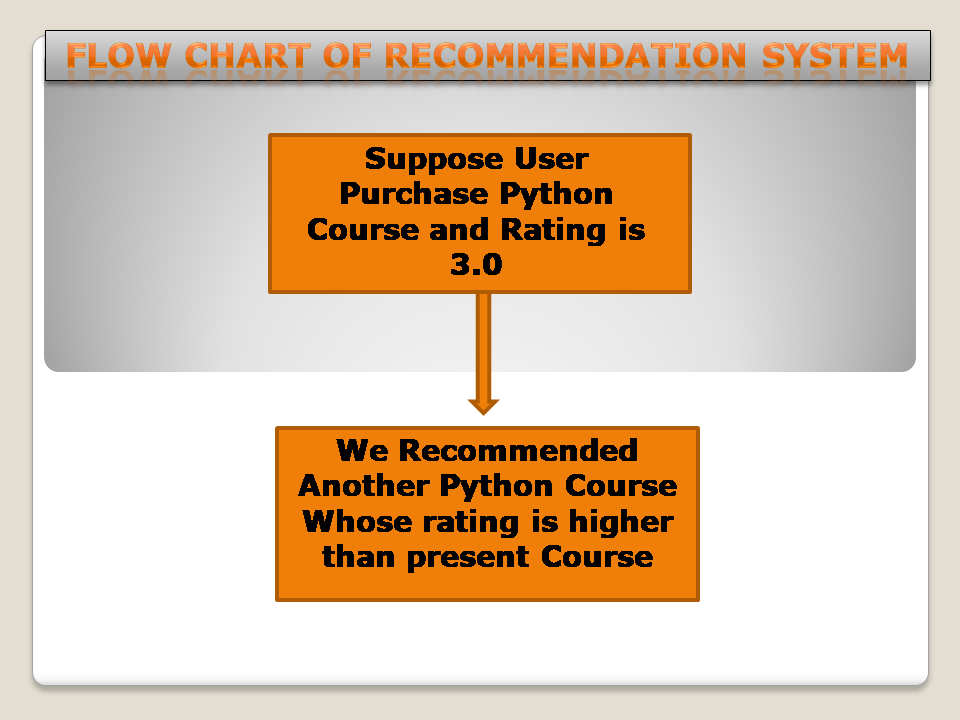 FLOW CHART OF RECOMMENDATION SYSTEM
Suppose User
Purchase Python
Course and Rating is
3.0
We Recommended
Another Python Course
Whose rating is higher
than present Course